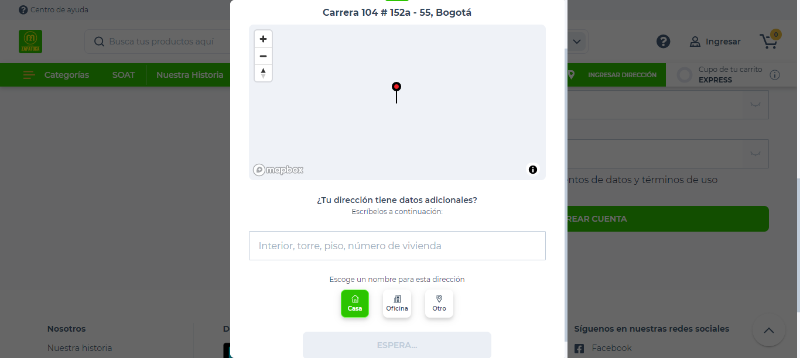 Centro de ayuda
Carrera 104 # 152a - 55, Bogotá
Busca tus productos aquí
Ingresar
0
Categorías
SOAT
Nuestra Historia
INGRESAR DIRECCIÓN
Cupo de tu carrito
EXPRESS
mapbox
entos de datos y términos de uso
¿Tu dirección tiene datos adicionales?
Escríbelos a continuación
REAR CUENTA
Interior, torre, piso, número de vivienda
Escoge un nombre para esta dirección
Casa
Oficina
Otro
Nosotros
D
Síguenos en nuestras redes sociales
ESPERA...
Nuestra historia
Facebook